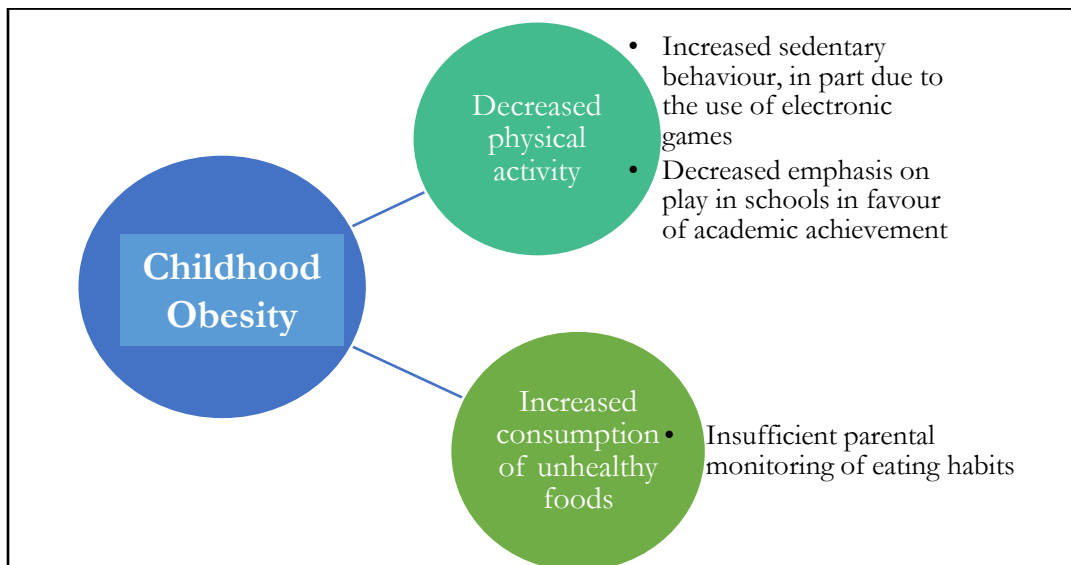 Childhood
Obesity
Decreased
physical
activity
• Increased sedentary
behaviour, in part due to
the use of electronic
games
• Decreased emphasis on
play in schools in favour
of academic achievement
Increased
consumption
of unhealthy
foods
• Insufficient parental
monitoring of eating habits